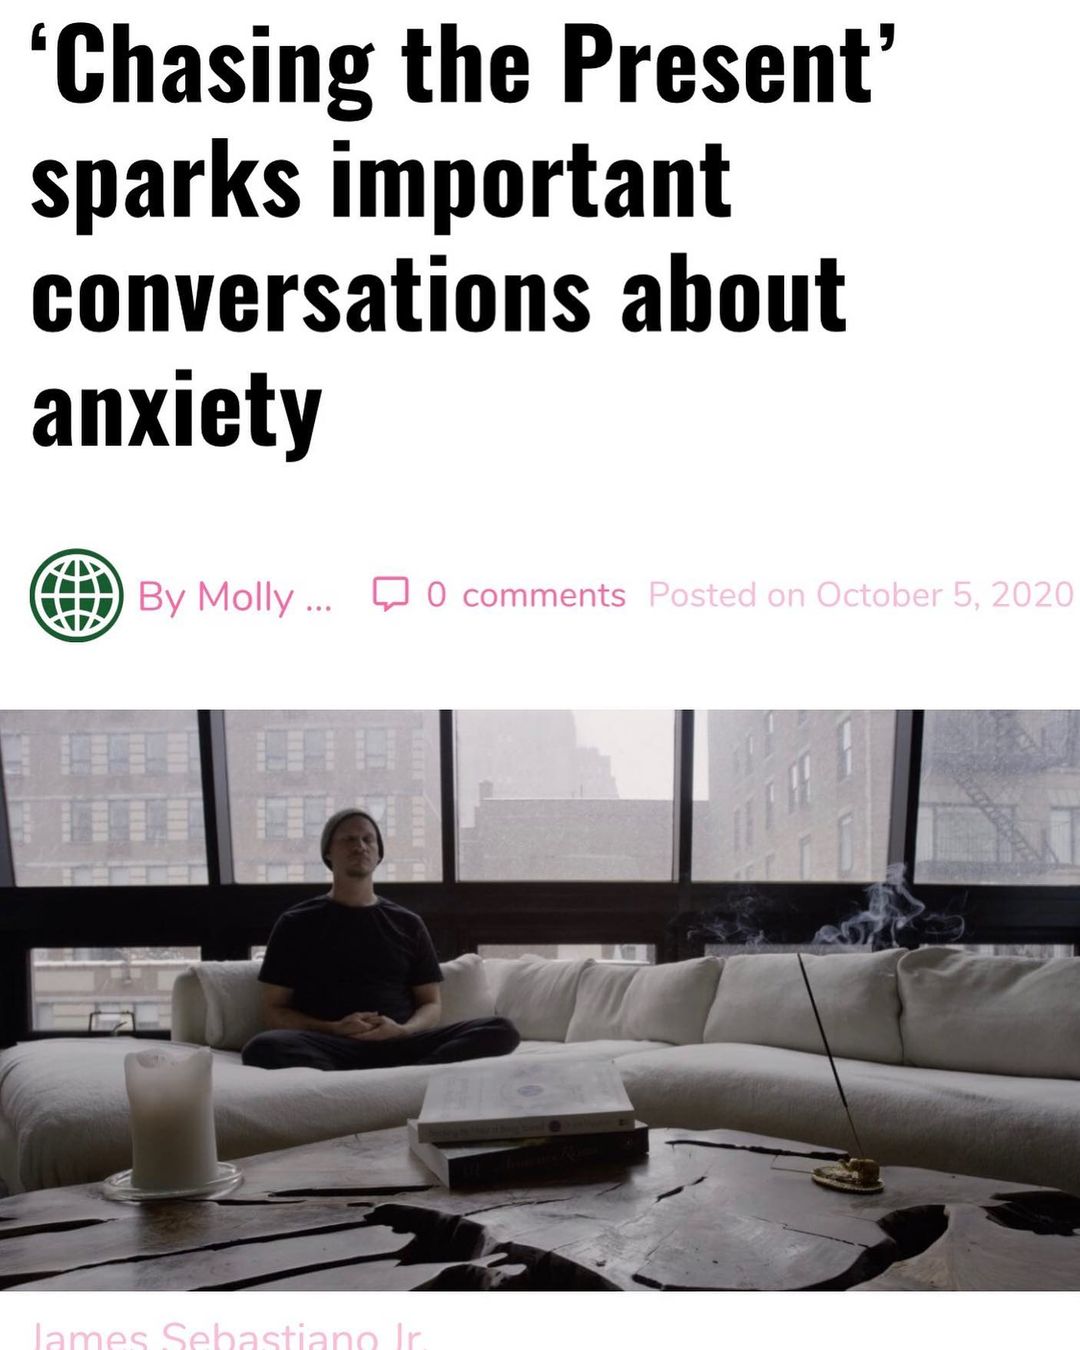 ‘Chasing the Present’
sparks important
conversations about
anxiety
By Molly ... 0 comments Posted on October 5, 2020
James Sebastiano Jr.